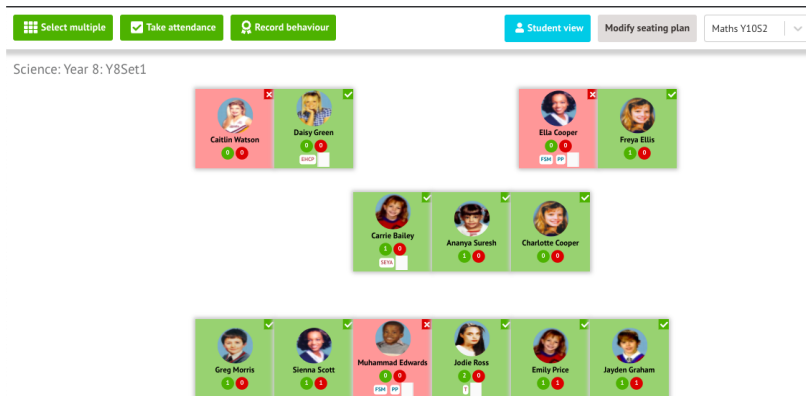 Select multiple
Take attendance
Record behaviour
Student view
Modify seating plan
Maths Y10S2
Science: Year 8: Y8Set1
Caitlin Watson
0 0
Daisy Green
0 0
EHCP
Ella Cooper
0 0
FSM PP
Freya Ellis
1 0
Carrie Bailey
1 0
SEYA
Ananya Suresh
1 0
Charlotte Cooper
0 0
Greg Morris
1 0
Sienna Scott
1 1
Muhammad Edwards
0 0
FSM PP
Jodie Ross
2 0
T
Emily Price
1 1
Jayden Graham
1 1